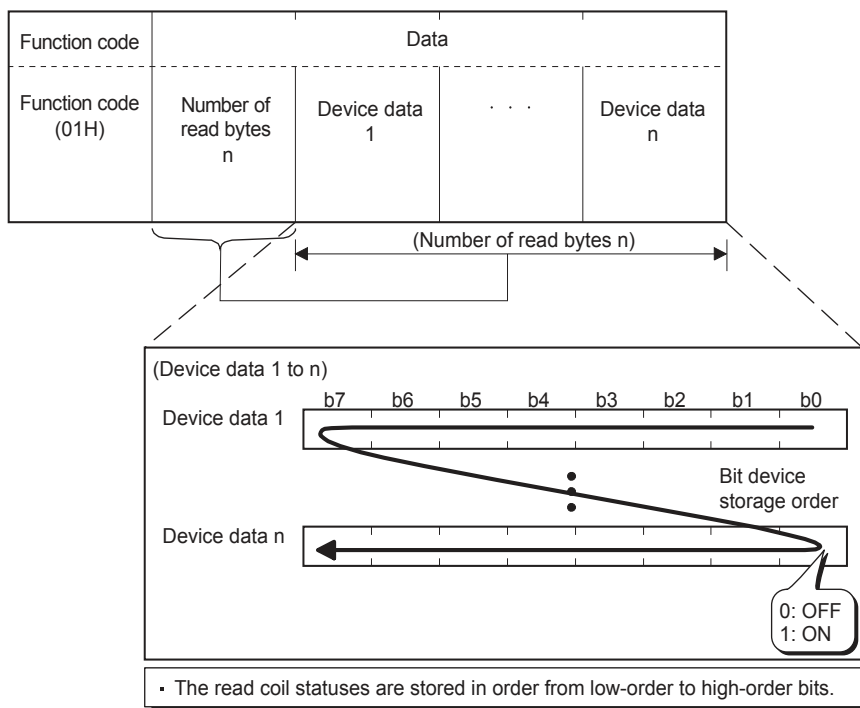 Function code
Data
Function code
(01H)
Number of
read bytes
n
Device data
1
· · ·
Device data
n
(Number of read bytes n)
(Device data 1 to n)
b7 b6 b5 b4 b3 b2 b1 b0
Device data 1
Bit device
storage order
Device data n
0: OFF
1: ON
· The read coil statuses are stored in order from low-order to high-order bits.